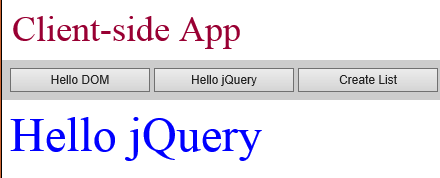 Client-side App
Hello DOM Hello jQuery Create List
Hello jQuery